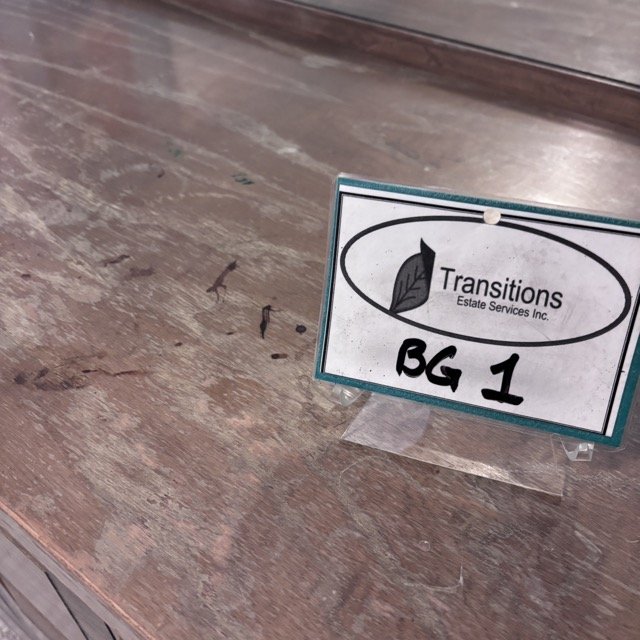 Transitions
Estate Services Inc.
BG 1